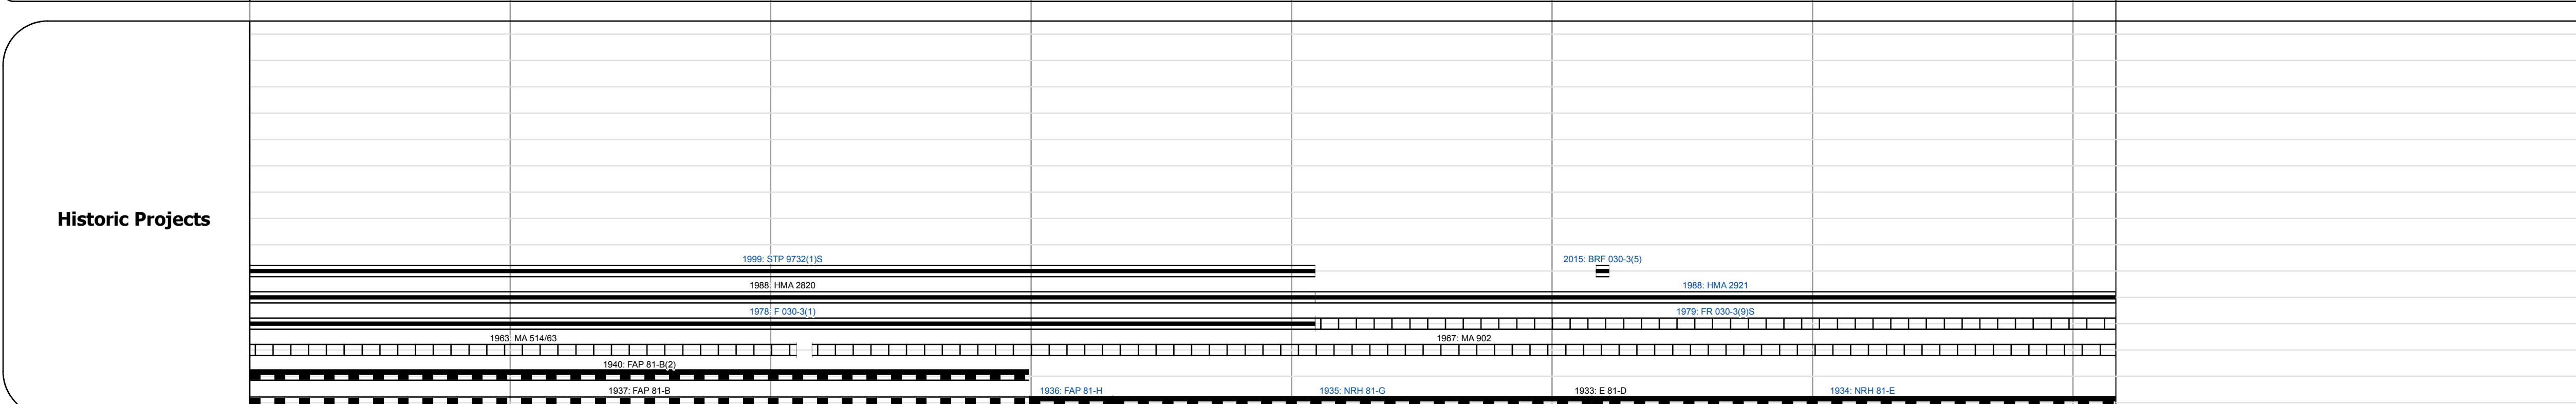 Historic Projects
1999: STP 9732(1)S
2015: BRF 030-3(5)
1988: HMA 2820
1988: HMA 2921
1978: F 030-3(1)
1979: FR 030-3(9)S
1963: MA 514/63
1967: MA 902
1940: FAP 81-B(2)
1937: FAP 81-B
1936: FAP 81-H
1935: NRH 81-G
1933: E 81-D
1934: NRH 81-E